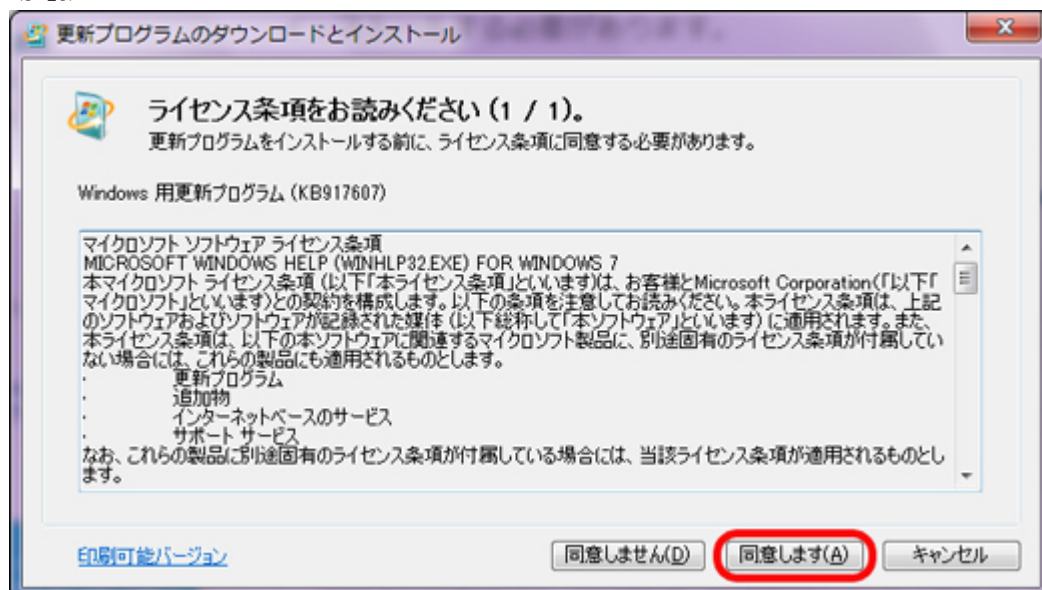 更新プログラムのダウンロードとインストール
ライセンス条項をお読みください (1 / 1)。
更新プログラムをインストールする前に、ライセンス条項に同意する必要があります。
Windows 用更新プログラム (KB917607)
マイクロソフト ソフトウェア ライセンス条項
MICROSOFT WINDOWS HELP (WINHLP32.EXE) FOR WINDOWS 7
本マイクロソフト ライセンス条項 (以下「本ライセンス条項」といいます)は、お客様とMicrosoft Corporation(「以下「
マイクロソフト」といいます)との契約を構成します。以下の条項を注意してお読みください。本ライセンス条項は、上記
のソフトウェアおよびソフトウェアが記録された媒体 (以下総称して「本ソフトウェア」といいます) に適用されます。また、
本ライセンス条項は、以下の本ソフトウェアに関連するマイクロソフト製品に、別途固有のライセンス条項が付属してい
ない場合には、これらの製品にも適用されるものとします。
· 更新プログラム
· 追加物
· インターネットベースのサービス
· サポート サービス
なお、これらの製品に別途固有のライセンス条項が付属している場合には、当該ライセンス条項が適用されるものとし
ます。
印刷可能バージョン
同意しません(D)
同意します(A)
キャンセル